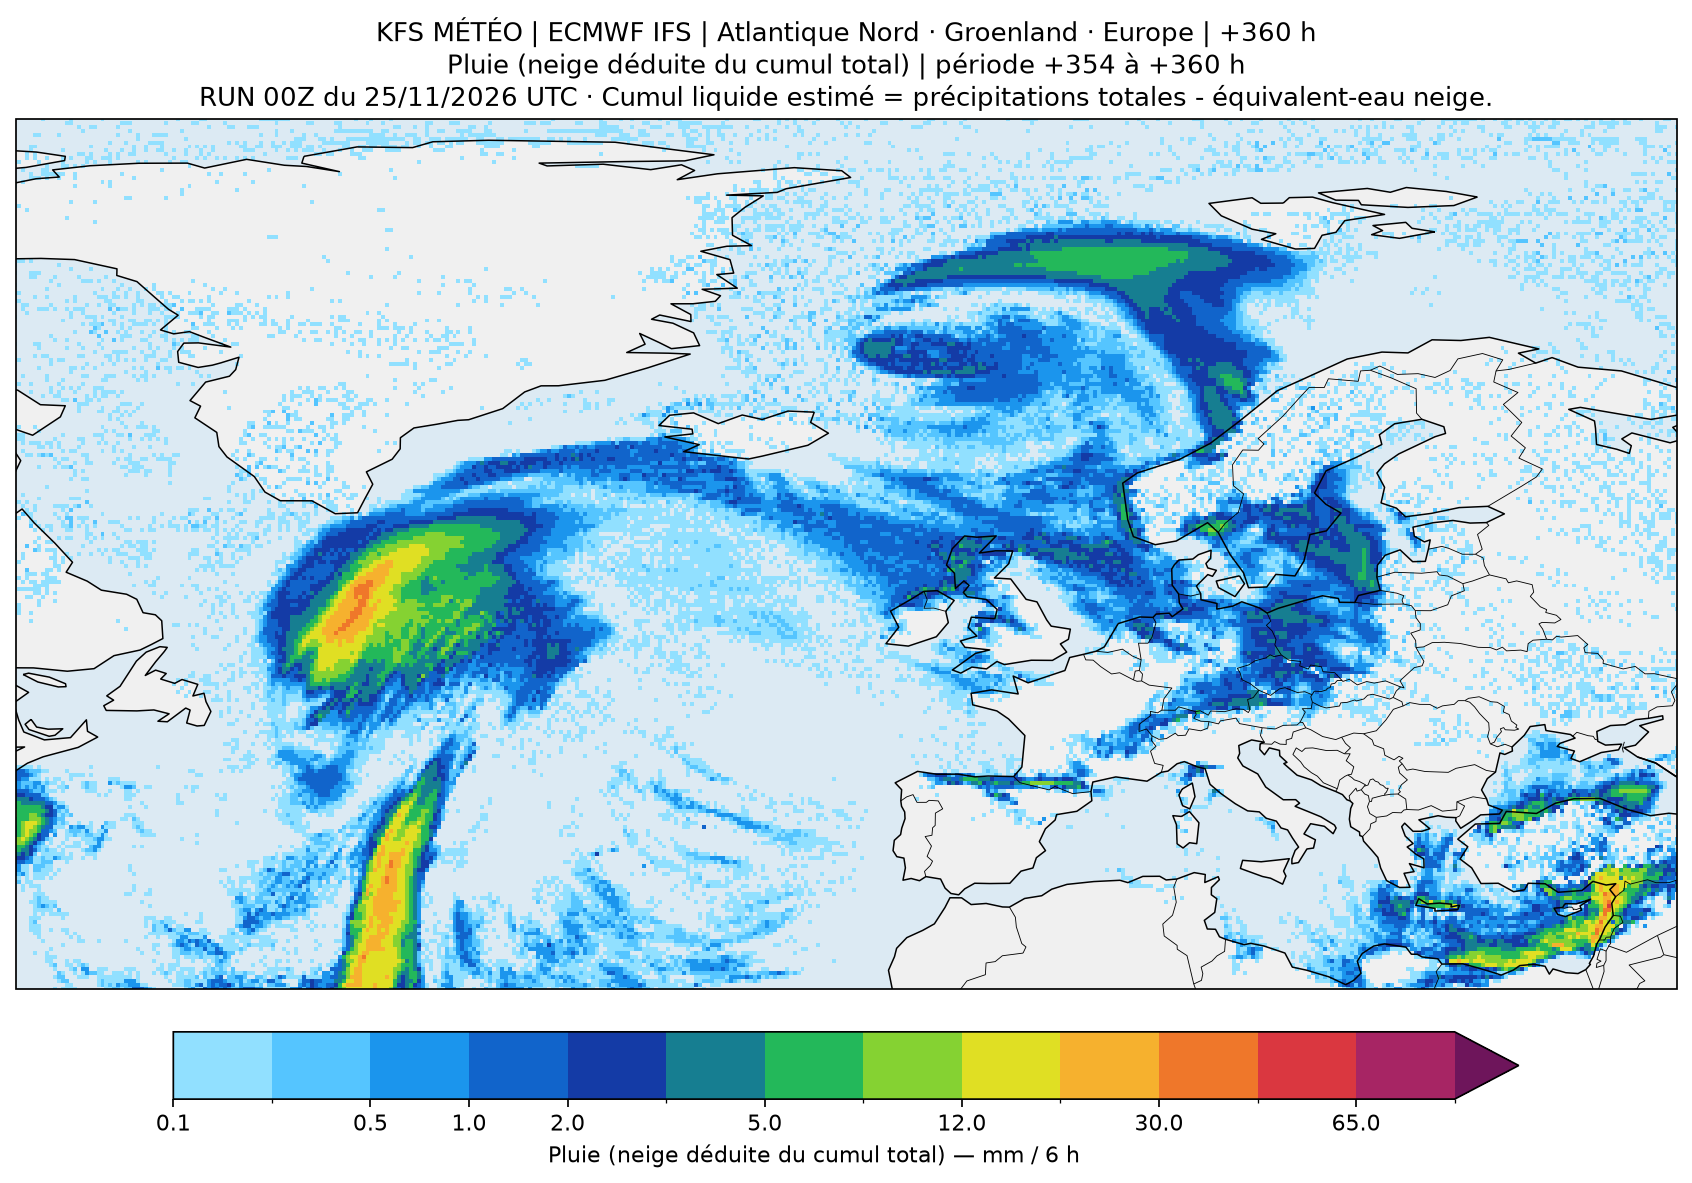 KFS MÉTÉO | ECMWF IFS | Atlantique Nord · Groenland · Europe | +360 h
Pluie (neige déduite du cumul total) | période +354 à +360 h
RUN 00Z du 25/11/2026 UTC · Cumul liquide estimé = précipitations totales - équivalent-eau neige.
0.1 0.5 1.0 2.0 5.0 12.0 30.0 65.0
Pluie (neige déduite du cumul total) — mm / 6 h